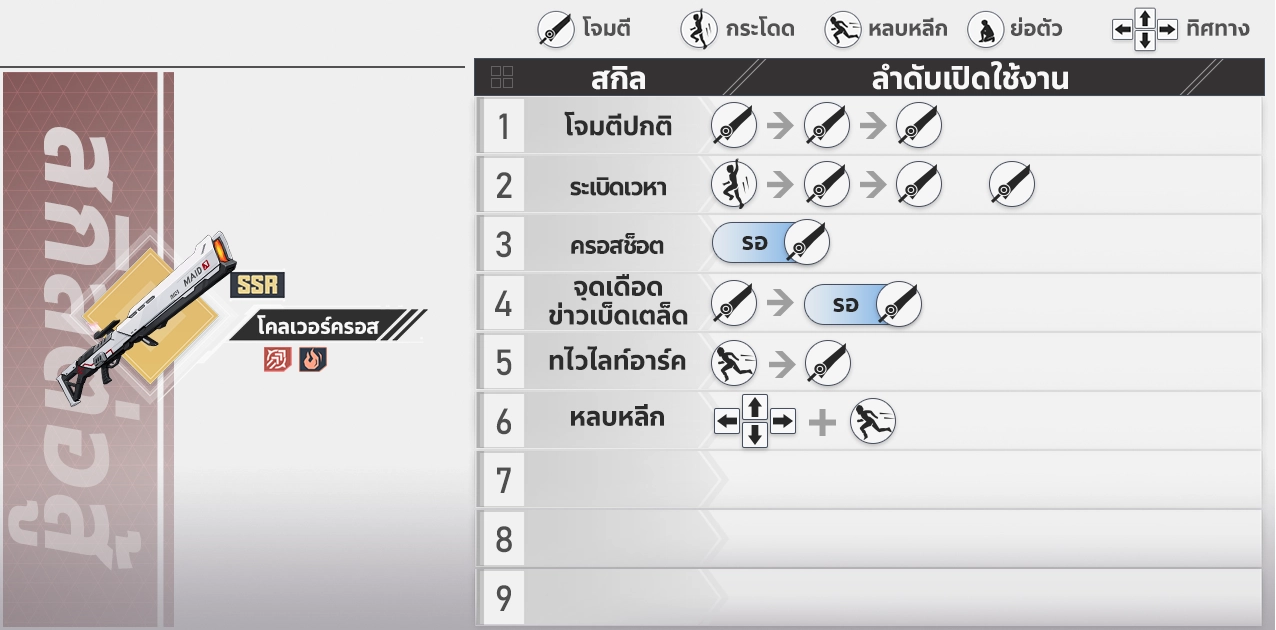 โจมตี
กระโดด
หลบหลีก
ย่อตัว
ทิศทาง
สกิล
ลำดับเปิดใช้งาน
1
โจมตีปกติ
2
ระเบิดเวหา
3
ครอสช็อต
รอ
4
จุดเดือด
ข่าวเบ็ดเตล็ด
รอ
5
ทไวไลท์อาร์ค
6
หลบหลีก
7
8
9
สกิลต่อสู้
MAID
SSR
โคลเวอร์ครอส